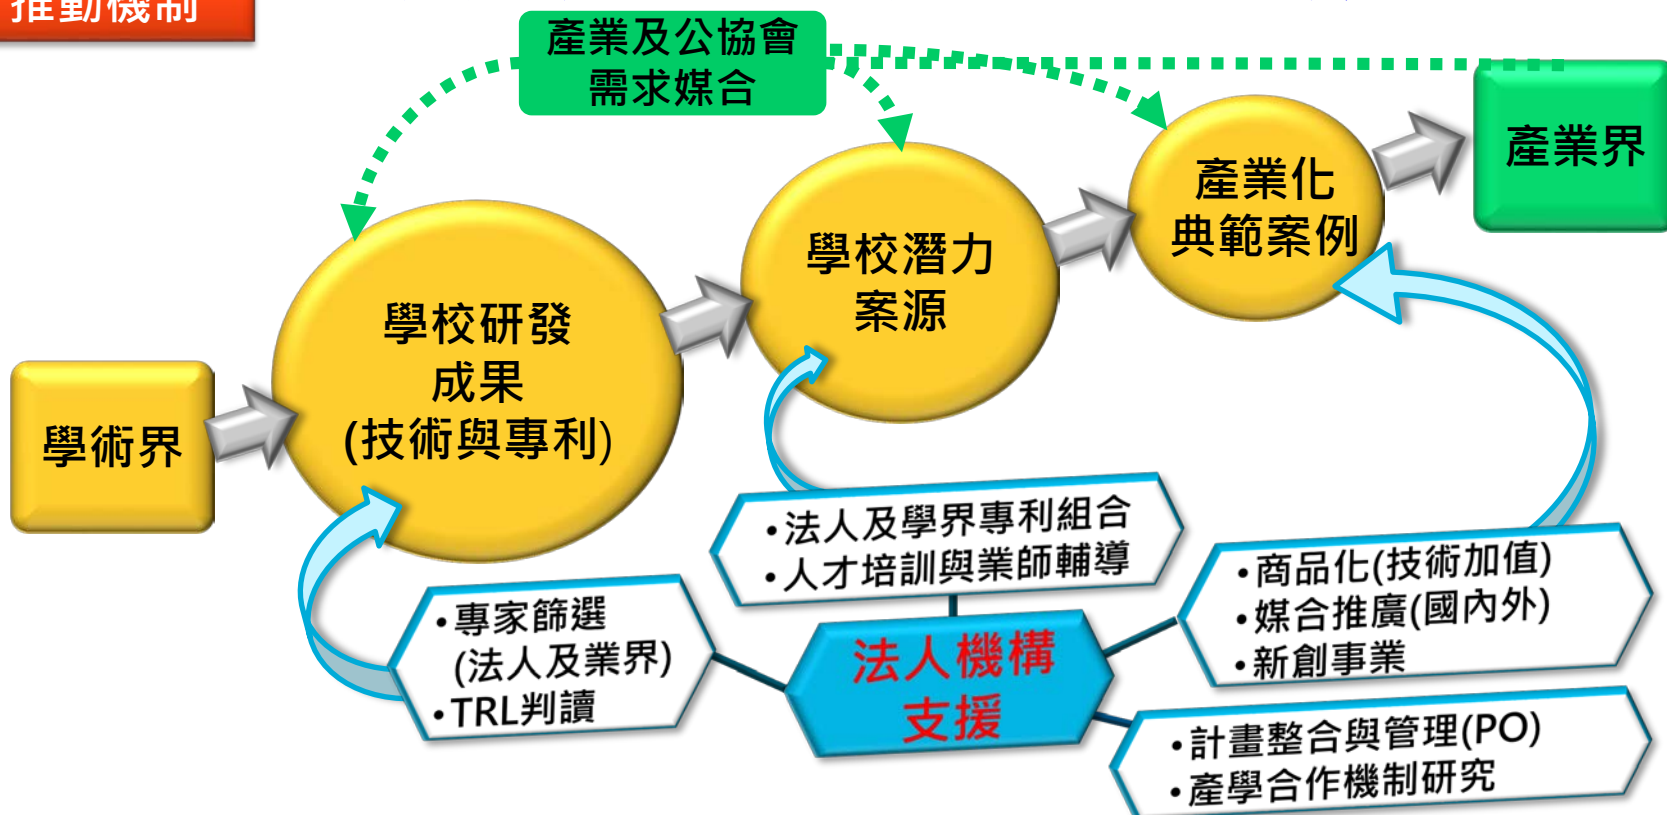 推動機制
產業及公協會
需求媒合
產業界
產業化
典範案例
學校潛力
案源
學校研發
成果
(技術與專利)
學術界
•法人及學界專利組合
•人才培訓與業師輔導
•商品化(技術加值)
•媒合推廣(國內外)
•新創事業
•專家篩選
(法人及業界)
•TRL判讀
法人機構
支援
•計畫整合與管理(PO)
•產學合作機制研究